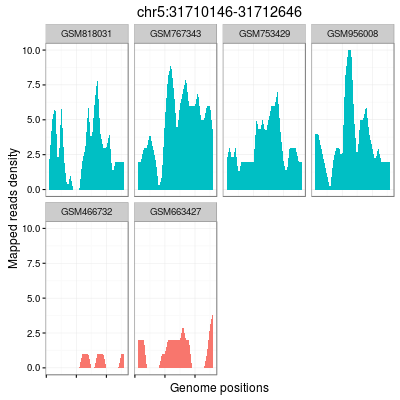 chr5:31710146-31712646
GSM818031 GSM767343 GSM753429 GSM956008
10.0
7.5
5.0
2.5
0.0
GSM466732 GSM663427
10.0
7.5
5.0
2.5
0.0
Mapped reads density
Genome positions